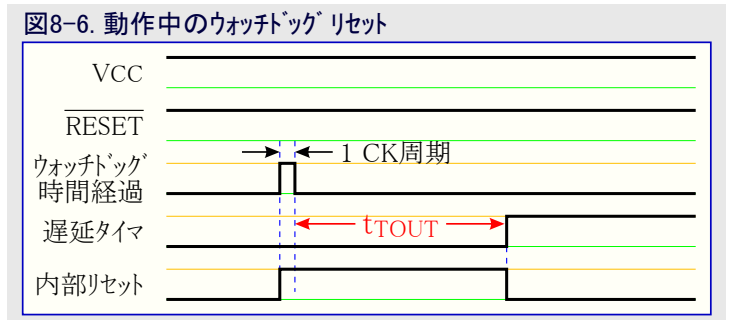 図8-6. 動作中のｳｫｯﾁﾄﾞｯｸﾞ ﾘｾｯﾄ
VCC
RESET
1 CK周期
ｳｫｯﾁﾄﾞｯｸﾞ
時間経過
tTOUT
遅延ﾀｲﾏ
内部ﾘｾｯﾄ